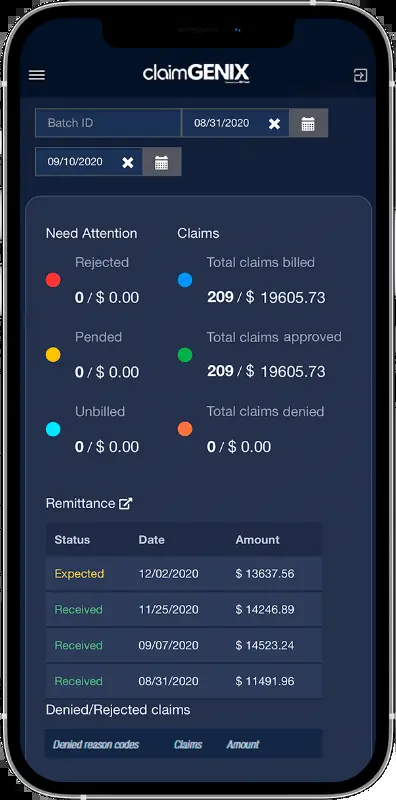 claimGENIX
Batch ID 08/31/2020
09/10/2020
Need Attention Claims
Rejected Total claims billed
0 / $ 0.00 209 / $ 19605.73
Pended Total claims approved
0 / $ 0.00 209 / $ 19605.73
Unbilled Total claims denied
0 / $ 0.00 0 / $ 0.00
Remittance
Status Date Amount
Expected 12/02/2020 $ 13637.56
Received 11/25/2020 $ 14246.89
Received 09/07/2020 $ 14523.24
Received 08/31/2020 $ 11491.96
Denied/Rejected claims
Denied reason codes Claims Amount